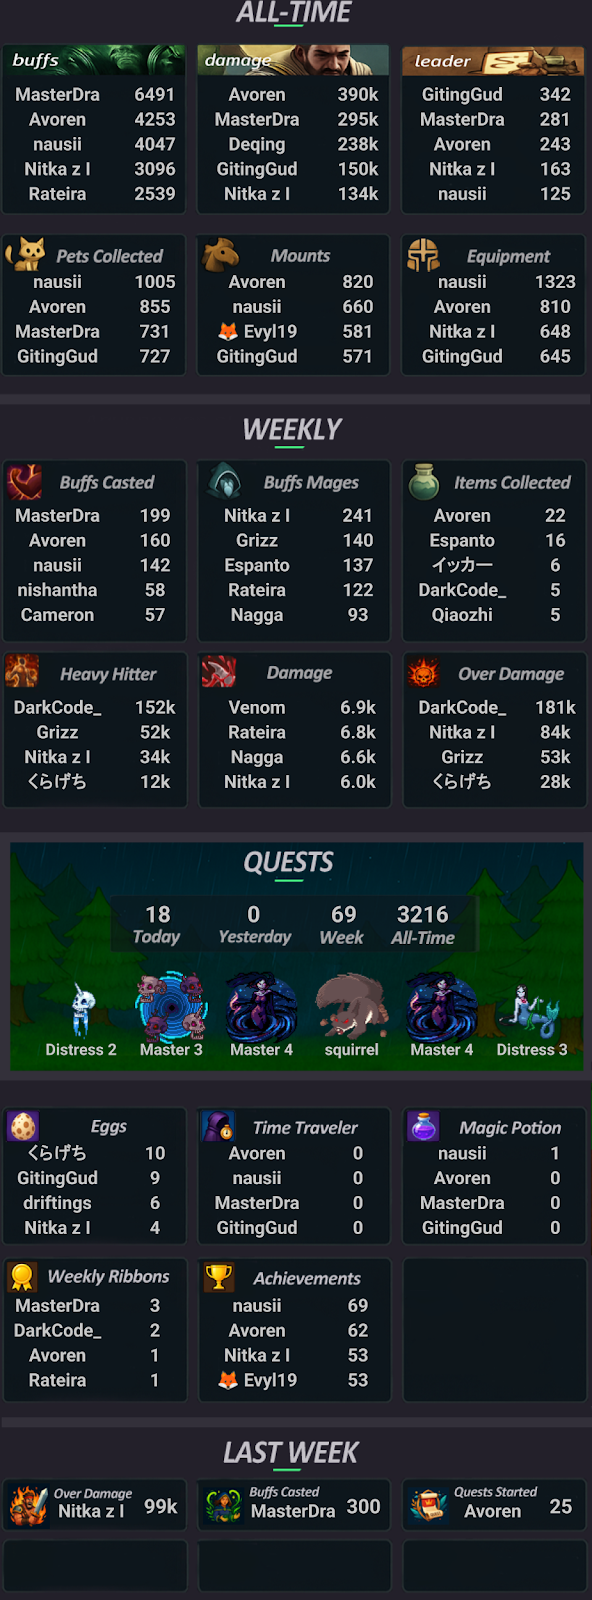 ALL-TIME
buffs
MasterDra 6491
Avoren 4253
nausii 4047
Nitka z l 3096
Rateira 2539
damage
Avoren 390k
MasterDra 295k
Deqing 238k
GitingGud 150k
Nitka z l 134k
leader
GitingGud 342
MasterDra 281
Avoren 243
Nitka z l 163
nausii 125
Pets Collected
nausii 1005
Avoren 855
MasterDra 731
GitingGud 727
Mounts
Avoren 820
nausii 660
🦊 Evyl19 581
GitingGud 571
Equipment
nausii 1323
Avoren 810
Nitka z l 648
GitingGud 645
WEEKLY
Buffs Casted
MasterDra 199
Avoren 160
nausii 142
nishantha 58
Cameron 57
Buffs Mages
Nitka z l 241
Grizz 140
Espanto 137
Rateira 122
Nagga 93
Items Collected
Avoren 22
Espanto 16
イッカー 6
DarkCode_ 5
Qiaozhi 5
Heavy Hitter
DarkCode_ 152k
Grizz 52k
Nitka z l 34k
くらげち 12k
Damage
Venom 6.9k
Rateira 6.8k
Nagga 6.6k
Nitka z l 6.0k
Over Damage
DarkCode_ 181k
Nitka z l 84k
Grizz 53k
くらげち 28k
QUESTS
18 0 69 3216
Today Yesterday Week All-Time
Distress 2 Master 3 Master 4 squirrel Master 4 Distress 3
Eggs
くらげち 10
GitingGud 9
driftings 6
Nitka z l 4
Time Traveler
Avoren 0
nausii 0
MasterDra 0
GitingGud 0
Magic Potion
nausii 1
Avoren 0
MasterDra 0
GitingGud 0
Weekly Ribbons
MasterDra 3
DarkCode_ 2
Avoren 1
Rateira 1
Achievements
nausii 69
Avoren 62
Nitka z l 53
🦊 Evyl19 53
LAST WEEK
Over Damage
Nitka z l 99k
Buffs Casted
MasterDra 300
Quests Started
Avoren 25